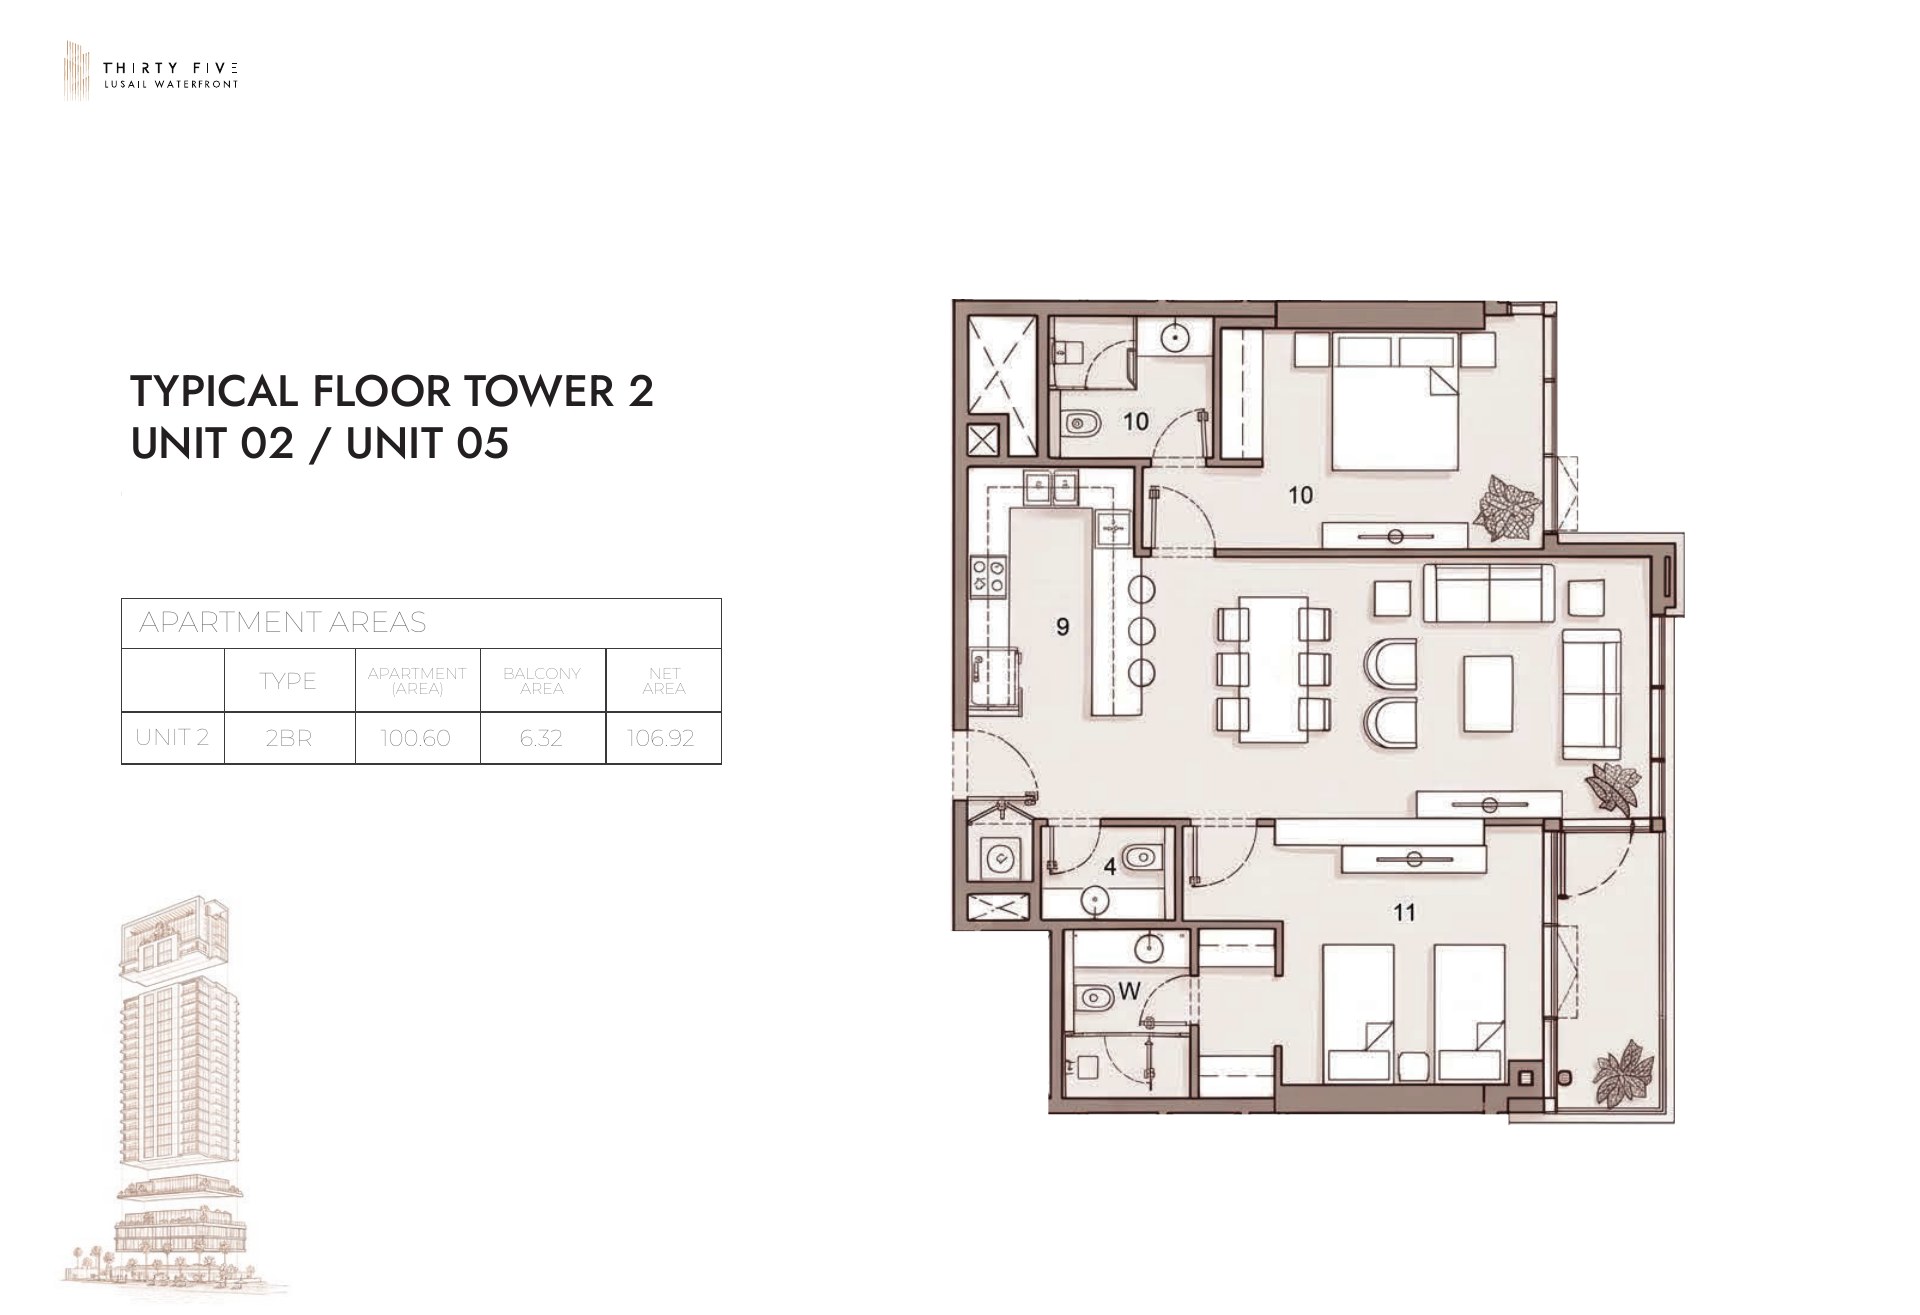 THIRTY FIVE
LUSAIL WATERFRONT
TYPICAL FLOOR TOWER 2
UNIT 02 / UNIT 05
APARTMENT AREAS
TYPE
APARTMENT
(AREA)
BALCONY
AREA
NET
AREA
UNIT 2
2BR
100.60
6.32
106.92
10
10
9
4
11
W